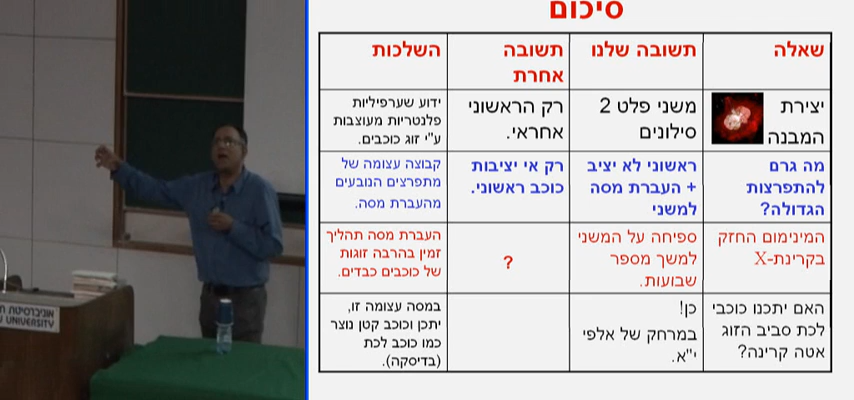 סיכום
שאלה
תשובה שלנו
תשובה
אחרת
השלכות
יצירת
המבנה
משני פלט 2
סילונים
רק הראשוני
אחראי.
ידוע שערפיליות
פלנטריות מעוצבות
ע"י זוג כוכבים.
מה גרם
להתפרצות
הגדולה?
ראשוני לא יציב
+ העברת מסה
למשני
רק אי יציבות
כוכב ראשוני.
קבוצה עצומה של
מתפרצים הנובעים
מהעברת מסה.
המינימום החזק
בקרינת-X
ספיחה על המשני
למשך מספר
שבועות.
?
העברת מסה תהליך
זמין בהרבה זוגות
של כוכבים כבדים.
האם יתכנו כוכבי
לכת סביב הזוג
אטה קרינה?
כן!
במרחק של אלפי
י"א.
במסה עצומה זו,
יתכן וכוכב קטן נוצר
כמו כוכב לכת
(בדיסקה).
UNIVERSITY